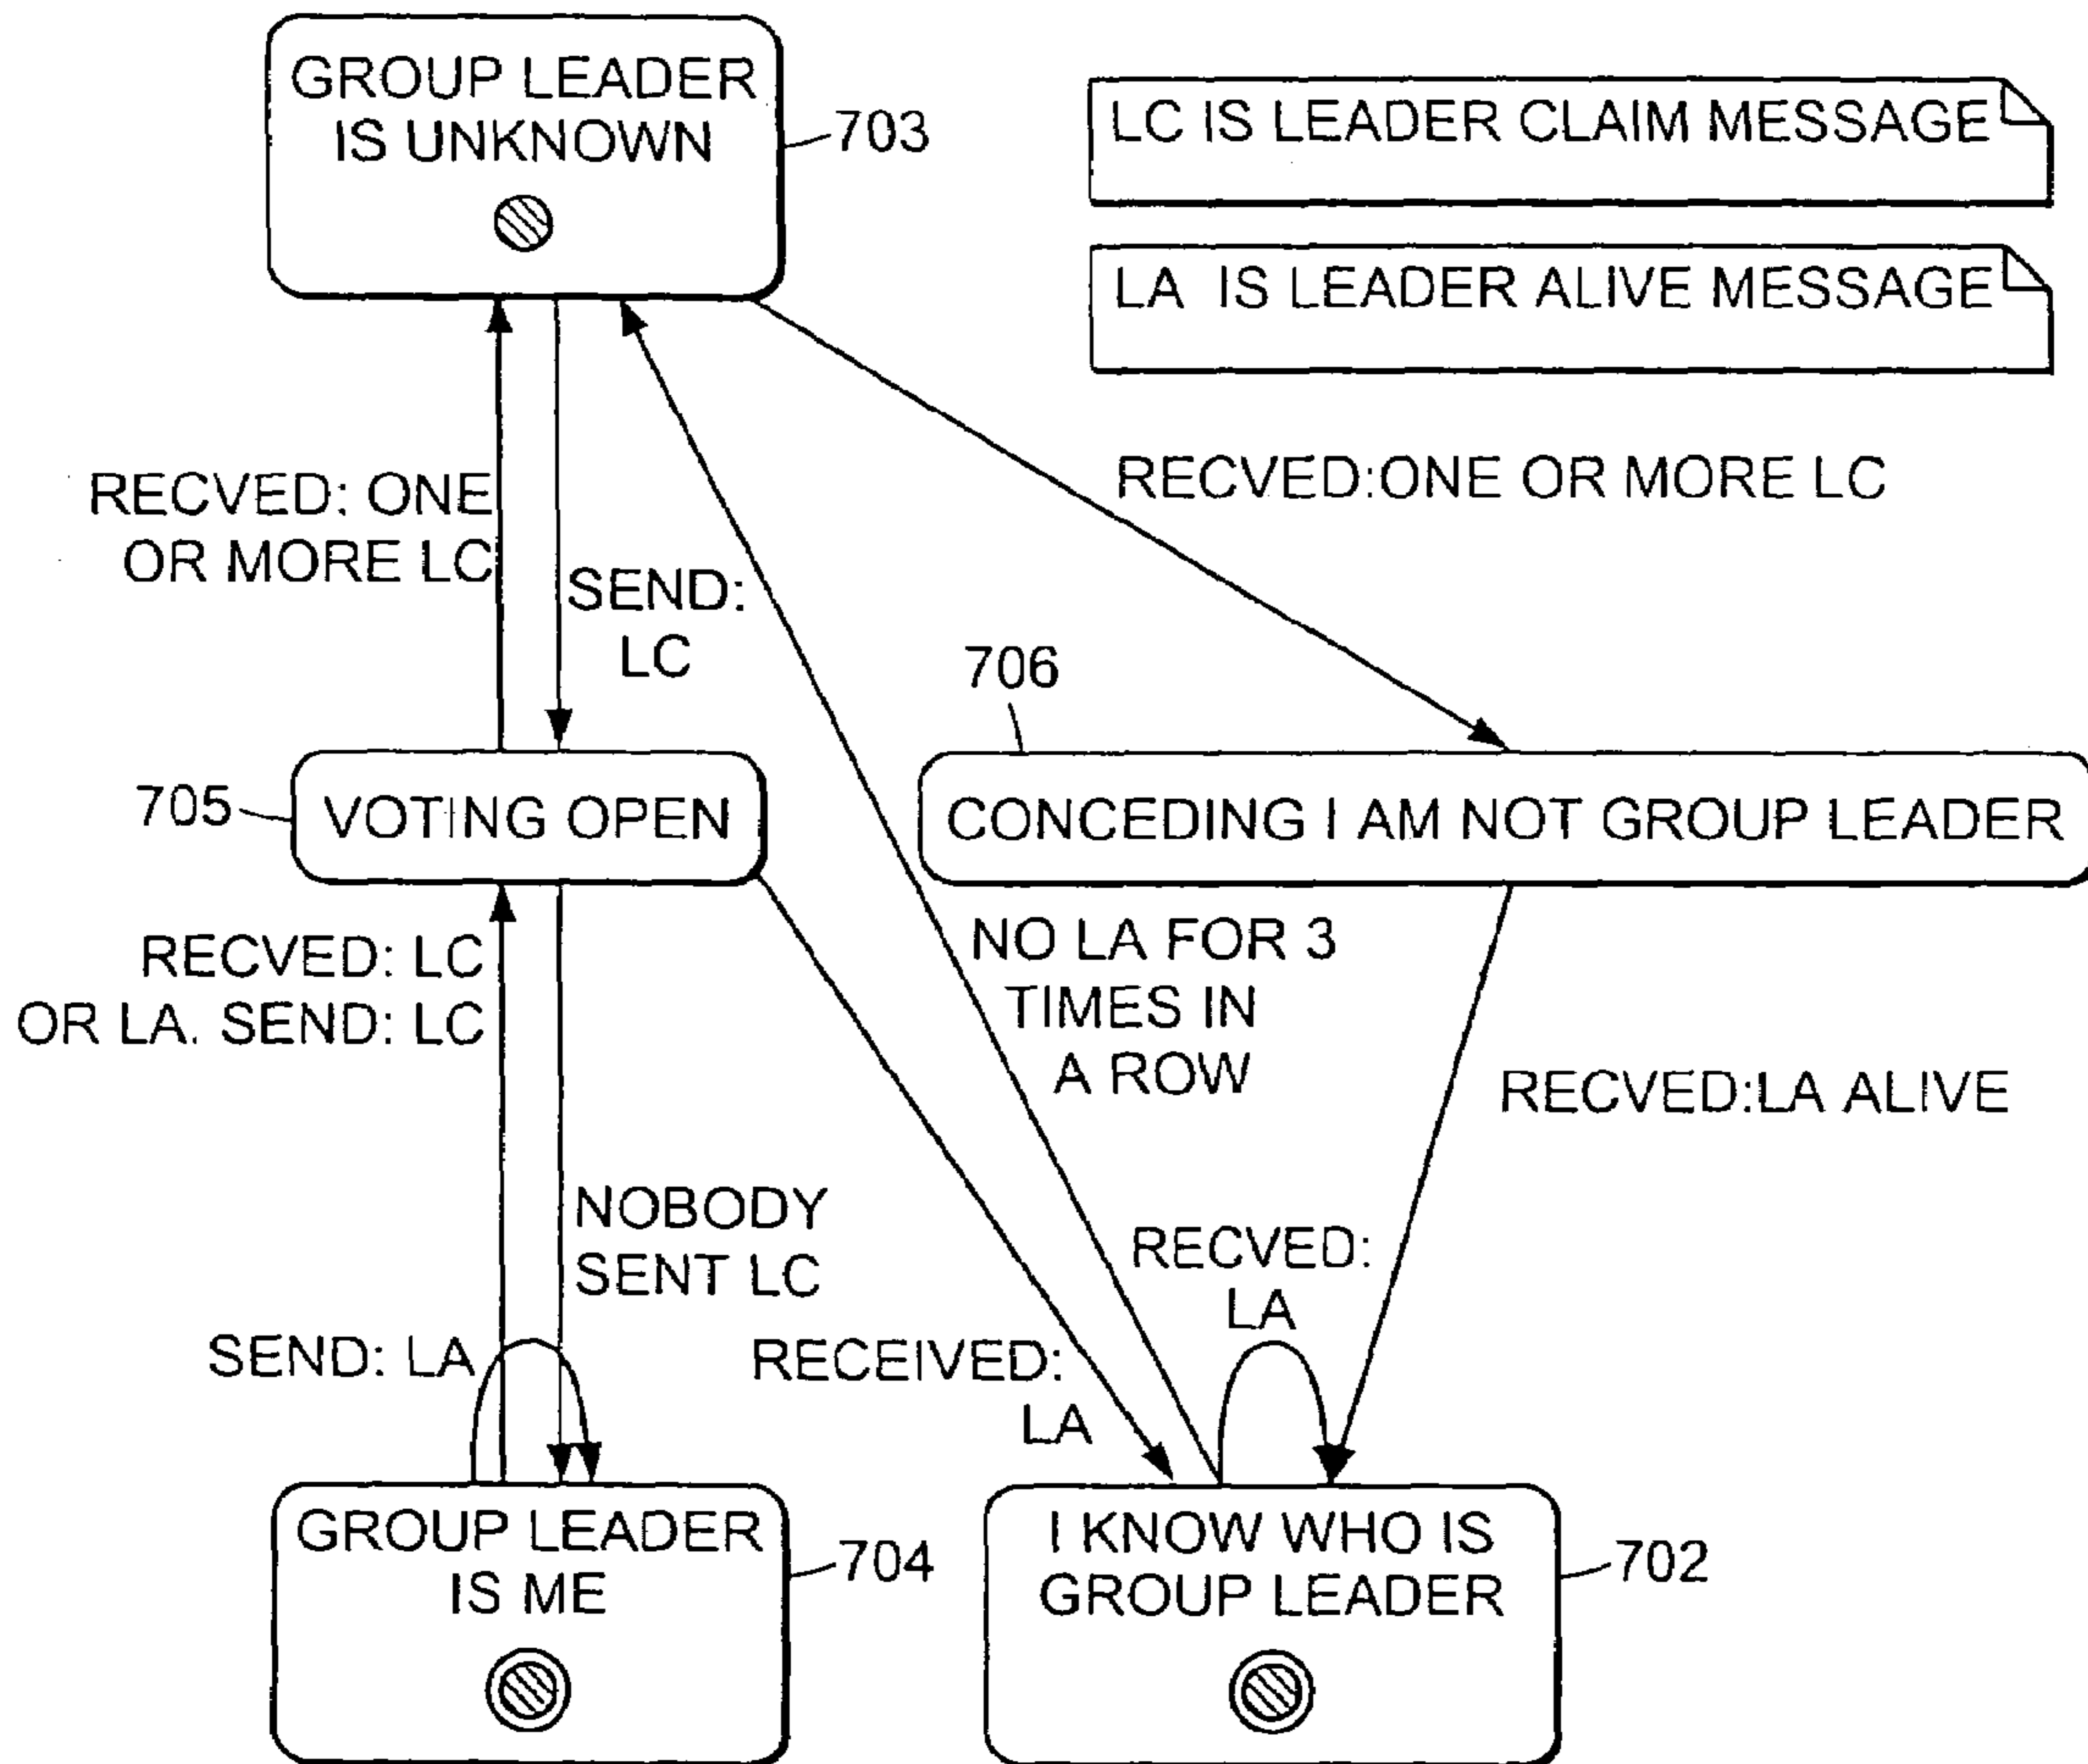 GROUP LEADER
IS UNKNOWN
703
LC IS LEADER CLAIM MESSAGE
LA IS LEADER ALIVE MESSAGE
RECVED: ONE
OR MORE LC
SEND:
LC
RECVED:ONE OR MORE LC
706
705
VOTING OPEN
CONCEDING I AM NOT GROUP LEADER
RECVED: LC
OR LA. SEND: LC
NO LA FOR 3
TIMES IN
A ROW
RECVED:LA ALIVE
NOBODY
SENT LC
SEND: LA
RECEIVED:
LA
RECVED:
LA
GROUP LEADER
IS ME
704
I KNOW WHO IS
GROUP LEADER
702